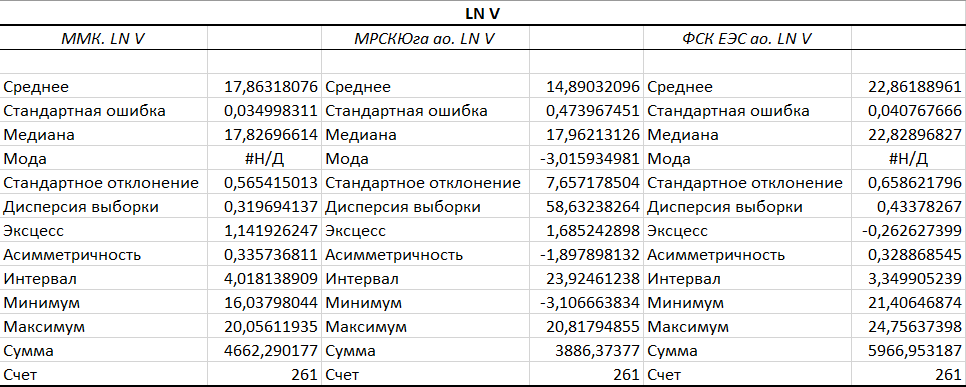 LN V
ММК. LN V МРСКЮга ао. LN V ФСК ЕЭС ао. LN V
Среднее 17,86318076 Среднее 14,89032096 Среднее 22,86188961
Стандартная ошибка 0,034998311 Стандартная ошибка 0,473967451 Стандартная ошибка 0,040767666
Медиана 17,82696614 Медиана 17,96213126 Медиана 22,82896827
Мода #Н/Д Мода -3,015934981 Мода #Н/Д
Стандартное отклонение 0,565415013 Стандартное отклонение 7,657178504 Стандартное отклонение 0,658621796
Дисперсия выборки 0,319694137 Дисперсия выборки 58,63238264 Дисперсия выборки 0,43378267
Эксцесс 1,141926247 Эксцесс 1,685242898 Эксцесс -0,262627399
Асимметричность 0,335736811 Асимметричность -1,897898132 Асимметричность 0,328868545
Интервал 4,018138909 Интервал 23,92461238 Интервал 3,349905239
Минимум 16,03798044 Минимум -3,106663834 Минимум 21,40646874
Максимум 20,05611935 Максимум 20,81794855 Максимум 24,75637398
Сумма 4662,290177 Сумма 3886,37377 Сумма 5966,953187
Счет 261 Счет 261 Счет 261